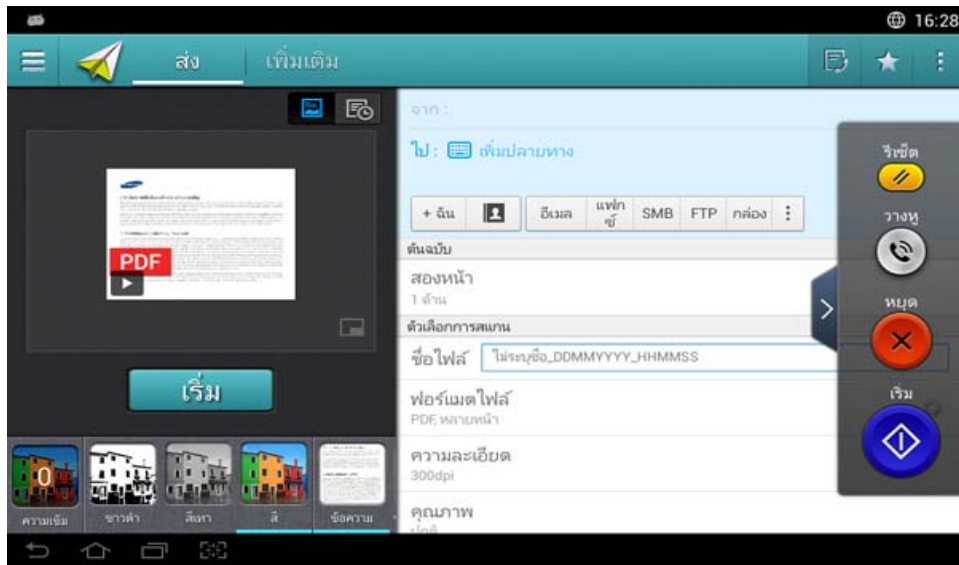 16:28
ส่ง
เพิ่มเติม
จาก :
ไป : เพิ่มปลายทาง
+ ฉัน
อีเมล
แฟกซ์
SMB
FTP
กล่อง
ต้นฉบับ
สองหน้า
1 ด้าน
ตัวเลือกการสแกน
ชื่อไฟล์
ไม่ระบุชื่อ_DDMMYYYY_HHMMSS
ฟอร์แมตไฟล์
PDF, หลายหน้า
ความละเอียด
300dpi
คุณภาพ
ปกติ
PDF
เริ่ม
0
ความเข้ม
ขาวดำ
สีเทา
สี
ข้อความ
รีเซ็ต
วางหู
หยุด
เริ่ม